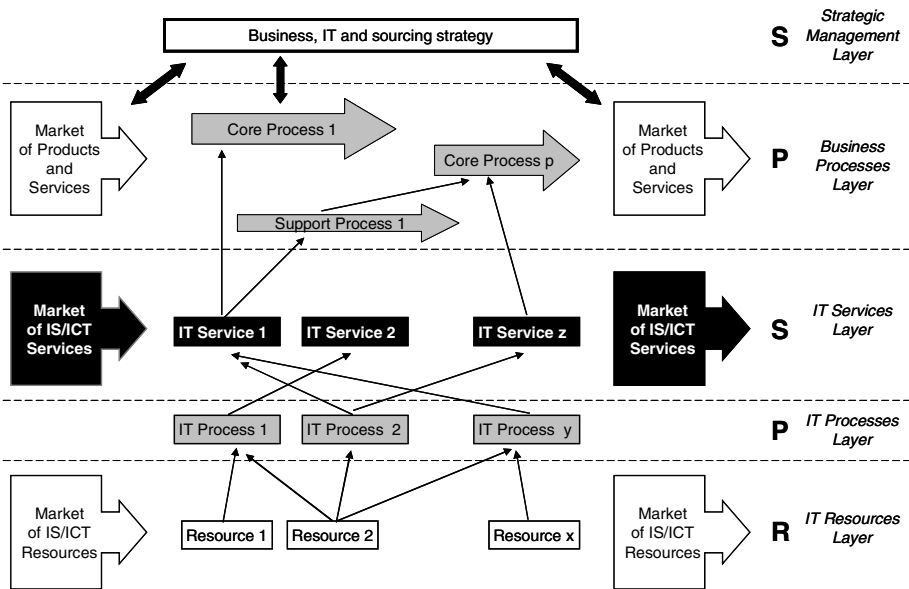 Business, IT and sourcing strategy
S
Strategic
Management
Layer
Market
of Products
and
Services
Core Process 1
Core Process p
Support Process 1
Market
of Products
and
Services
P
Business
Processes
Layer
Market
of IS/ICT
Services
IT Service 1
IT Service 2
IT Service z
Market
of IS/ICT
Services
S
IT Services
Layer
IT Process 1
IT Process 2
IT Process y
P
IT Processes
Layer
Market
of IS/ICT
Resources
Resource 1
Resource 2
Resource x
Market
of IS/ICT
Resources
R
IT Resources
Layer